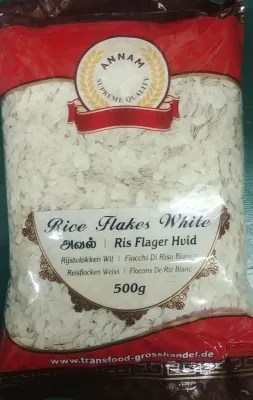 ANNAM
SUPREME QUALITY
Rice Flakes White
அவல் | Ris Flager Hvid
Rijstvlokken Wit | Fiocchi Di Riso Bianco
Reisflocken Weiss | Flocons De Riz Blanc
500g
www.transfood-grosshandel.de